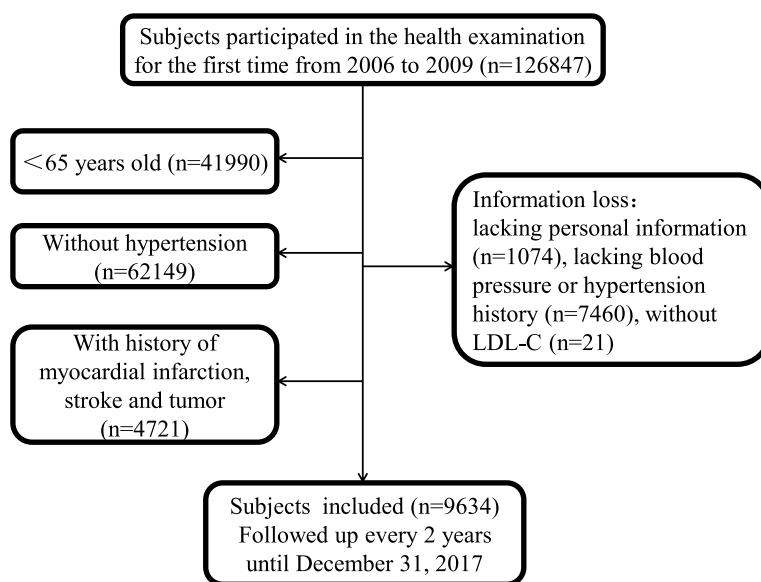 Subjects participated in the health examination
for the first time from 2006 to 2009 (n=126847)
＜65 years old (n=41990)
Without hypertension
(n=62149)
With history of
myocardial infarction,
stroke and tumor
(n=4721)
Information loss：
lacking personal information
(n=1074), lacking blood
pressure or hypertension
history (n=7460), without
LDL-C (n=21)
Subjects included (n=9634)
Followed up every 2 years
until December 31, 2017